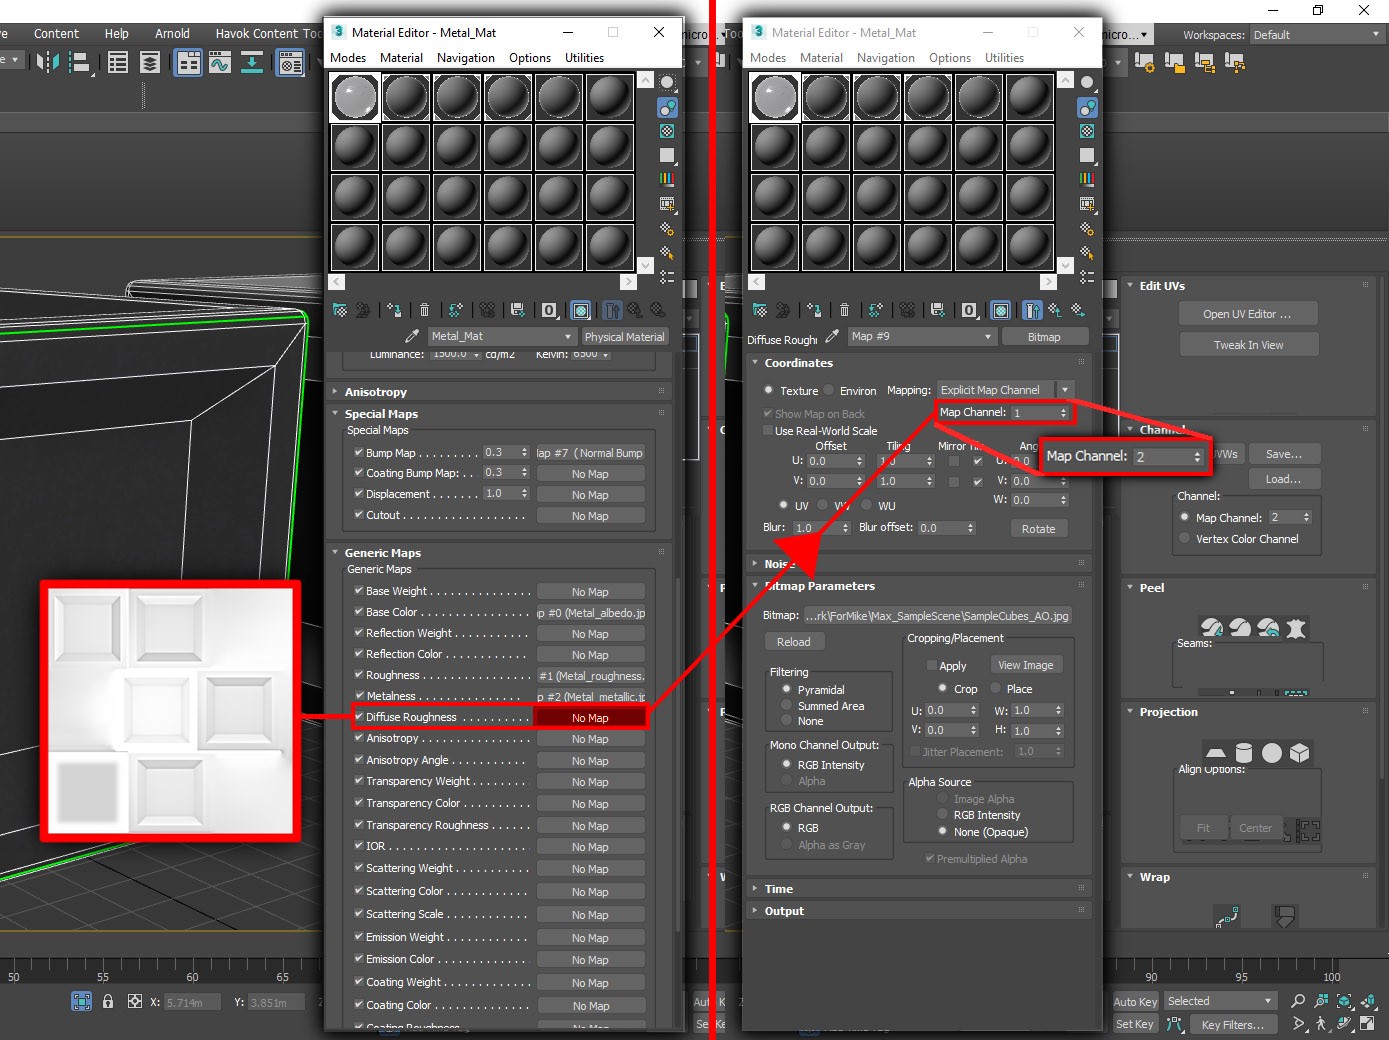 Content Help Arnold Havok Content Too
Material Editor - Metal_Mat
Modes Material Navigation Options Utilities
Metal_Mat Physical Material
Luminance: 1500.0 cd/m2 Kelvin: 6500
Anisotropy
Special Maps
Special Maps
Bump Map 0.3 lap #7 ( Normal Bump
Coating Bump Map: 0.3 No Map
Displacement 1.0 No Map
Cutout No Map
Generic Maps
Generic Maps
Base Weight No Map
Base Color p #0 (Metal_albedo.jp
Reflection Weight No Map
Reflection Color No Map
Roughness #1 (Metal_roughness.
Metalness p #2 (Metal_metallic.jp
Diffuse Roughness No Map
Anisotropy No Map
Anisotropy Angle No Map
Transparency Weight No Map
Transparency Color No Map
Transparency Roughness No Map
IOR No Map
Scattering Weight No Map
Scattering Color No Map
Scattering Scale No Map
Emission Weight No Map
Emission Color No Map
Coating Weight No Map
Coating Color No Map
Coating Roughness No Map
50 55 60 65
X: 5.714m Y: 3.851m
Auto K
Set Ke
Material Editor - Metal_Mat
micro... Workspaces: Default
Modes Material Navigation Options Utilities
Diffuse Roughi Map #9 Bitmap
Coordinates
Texture Environ Mapping: Explicit Map Channel
Show Map on Back Map Channel: 1
Use Real-World Scale
Offset Tiling Mirror Tile Ang
U: 0.0 1.0 U: 0.0
V: 0.0 1.0 V: 0.0
W: 0.0
UV VW WU
Blur: 1.0 Blur offset: 0.0 Rotate
Map Channel: 2
Noise
Bitmap Parameters
Bitmap: ...rk\ForMike\Max_SampleScene\SampleCubes_AO.jpg
Reload
Cropping/Placement
Apply View Image
Crop Place
U: 0.0 W: 1.0
V: 0.0 H: 1.0
Jitter Placement: 1.0
Filtering
Pyramidal
Summed Area
None
Mono Channel Output:
RGB Intensity
Alpha
RGB Channel Output:
RGB
Alpha as Gray
Alpha Source
Image Alpha
RGB Intensity
None (Opaque)
Premultiplied Alpha
Time
Output
Edit UVs
Open UV Editor ...
Tweak In View
Channel
UVWs Save...
Load...
Channel:
Map Channel: 2
Vertex Color Channel
Peel
Seams:
Projection
Align Options:
Fit Center
Wrap
90 95 100
Auto Key Selected
Set Key Key Filters...